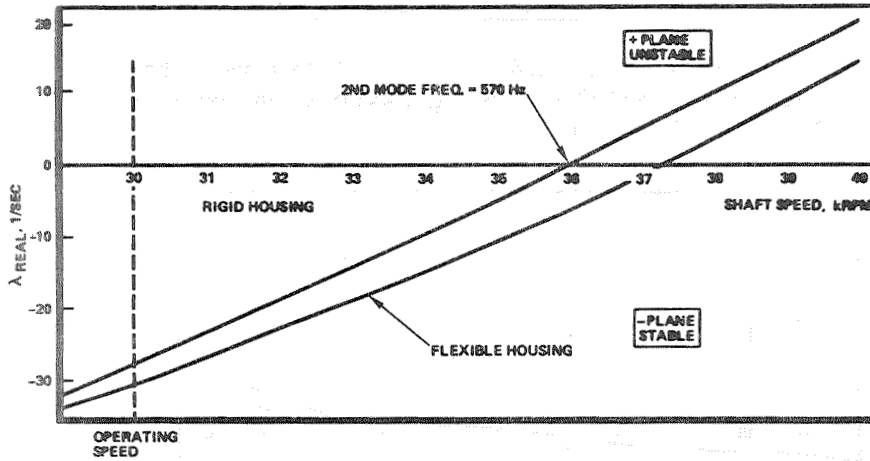 20
+ PLANE
UNSTABLE
10
2ND MODE FREQ. = 570 Hz
0
30 31 32 33 34 35 36 37 38 39 40
RIGID HOUSING
SHAFT SPEED, kRPM
-10
λ REAL, 1/SEC
-20
FLEXIBLE HOUSING
-PLANE
STABLE
-30
OPERATING
SPEED